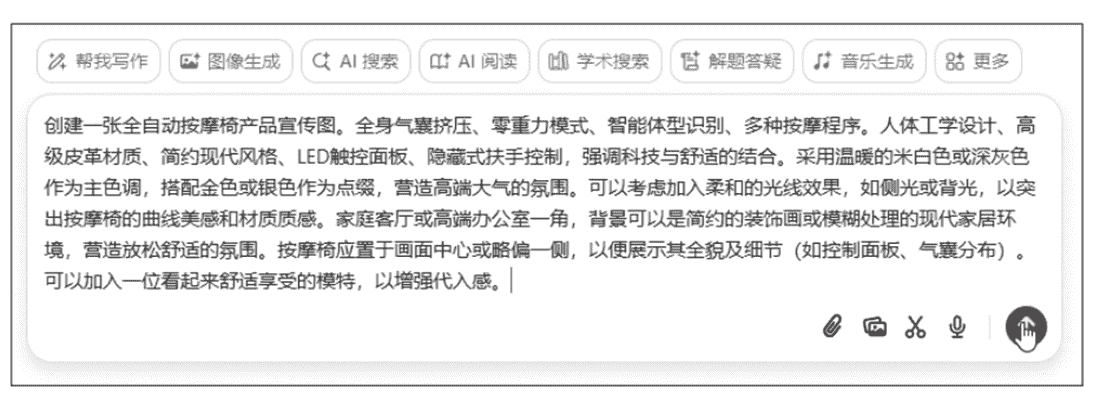 帮我写作 图像生成 AI 搜索 AI 阅读 学术搜索 解题答疑 音乐生成 更多
创建一张全自动按摩椅产品宣传图。全身气囊挤压、零重力模式、智能体型识别、多种按摩程序。人体工学设计、高
级皮革材质、简约现代风格、LED触控面板、隐藏式扶手控制，强调科技与舒适的结合。采用温暖的米白色或深灰色
作为主色调，搭配金色或银色作为点缀，营造高端大气的氛围。可以考虑加入柔和的光线效果，如侧光或背光，以突
出按摩椅的曲线美感和材质质感。家庭客厅或高端办公室一角，背景可以是简约的装饰画或模糊处理的现代家居环
境，营造放松舒适的氛围。按摩椅应置于画面中心或略偏一侧，以便展示其全貌及细节（如控制面板、气囊分布）。
可以加入一位看起来舒适享受的模特，以增强代入感。